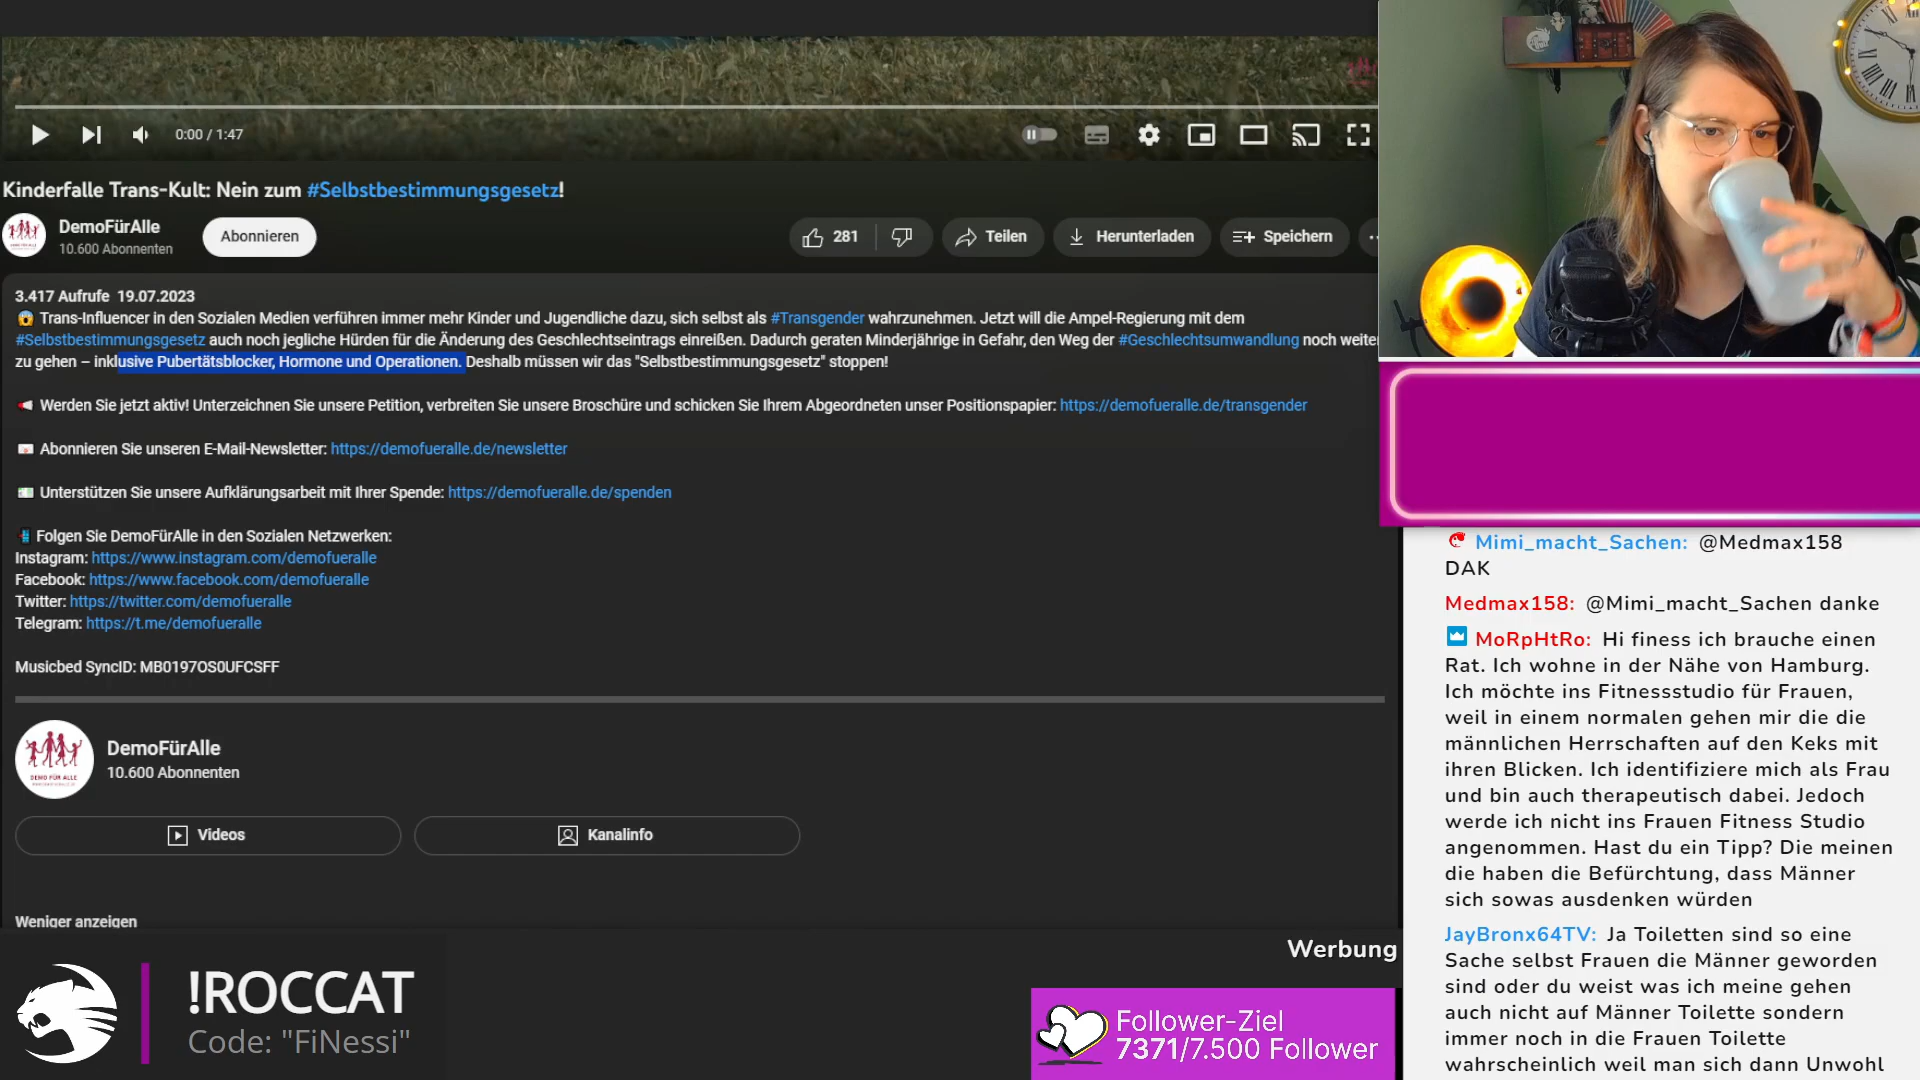 0:00 / 1:47
Kinderfalle Trans-Kult: Nein zum #Selbstbestimmungsgesetz!
DemoFürAlle
10.600 Abonnenten
Abonnieren
281
Teilen
Herunterladen
Speichern
3.417 Aufrufe 19.07.2023
😱 Trans-Influencer in den Sozialen Medien verführen immer mehr Kinder und Jugendliche dazu, sich selbst als #Transgender wahrzunehmen. Jetzt will die Ampel-Regierung mit dem
#Selbstbestimmungsgesetz auch noch jegliche Hürden für die Änderung des Geschlechtseintrags einreißen. Dadurch geraten Minderjährige in Gefahr, den Weg der #Geschlechtsumwandlung noch weiter
zu gehen – inklusive Pubertätsblocker, Hormone und Operationen. Deshalb müssen wir das "Selbstbestimmungsgesetz" stoppen!
📢 Werden Sie jetzt aktiv! Unterzeichnen Sie unsere Petition, verbreiten Sie unsere Broschüre und schicken Sie Ihrem Abgeordneten unser Positionspapier: https://demofueralle.de/transgender
📧 Abonnieren Sie unseren E-Mail-Newsletter: https://demofueralle.de/newsletter
💶 Unterstützen Sie unsere Aufklärungsarbeit mit Ihrer Spende: https://demofueralle.de/spenden
📲 Folgen Sie DemoFürAlle in den Sozialen Netzwerken:
Instagram: https://www.instagram.com/demofueralle
Facebook: https://www.facebook.com/demofueralle
Twitter: https://twitter.com/demofueralle
Telegram: https://t.me/demofueralle
Musicbed SyncID: MB0197OS0UFCSFF
DEMO FÜR ALLE
DemoFürAlle
10.600 Abonnenten
Videos
Kanalinfo
Weniger anzeigen
!ROCCAT
Code: "FiNessi"
Werbung
Follower-Ziel
7371/7.500 Follower
Mimi_macht_Sachen: @Medmax158
DAK
Medmax158: @Mimi_macht_Sachen danke
MoRpHtRo: Hi finess ich brauche einen
Rat. Ich wohne in der Nähe von Hamburg.
Ich möchte ins Fitnessstudio für Frauen,
weil in einem normalen gehen mir die die
männlichen Herrschaften auf den Keks mit
ihren Blicken. Ich identifiziere mich als Frau
und bin auch therapeutisch dabei. Jedoch
werde ich nicht ins Frauen Fitness Studio
angenommen. Hast du ein Tipp? Die meinen
die haben die Befürchtung, dass Männer
sich sowas ausdenken würden
JayBronx64TV: Ja Toiletten sind so eine
Sache selbst Frauen die Männer geworden
sind oder du weist was ich meine gehen
auch nicht auf Männer Toilette sondern
immer noch in die Frauen Toilette
wahrscheinlich weil man sich dann Unwohl